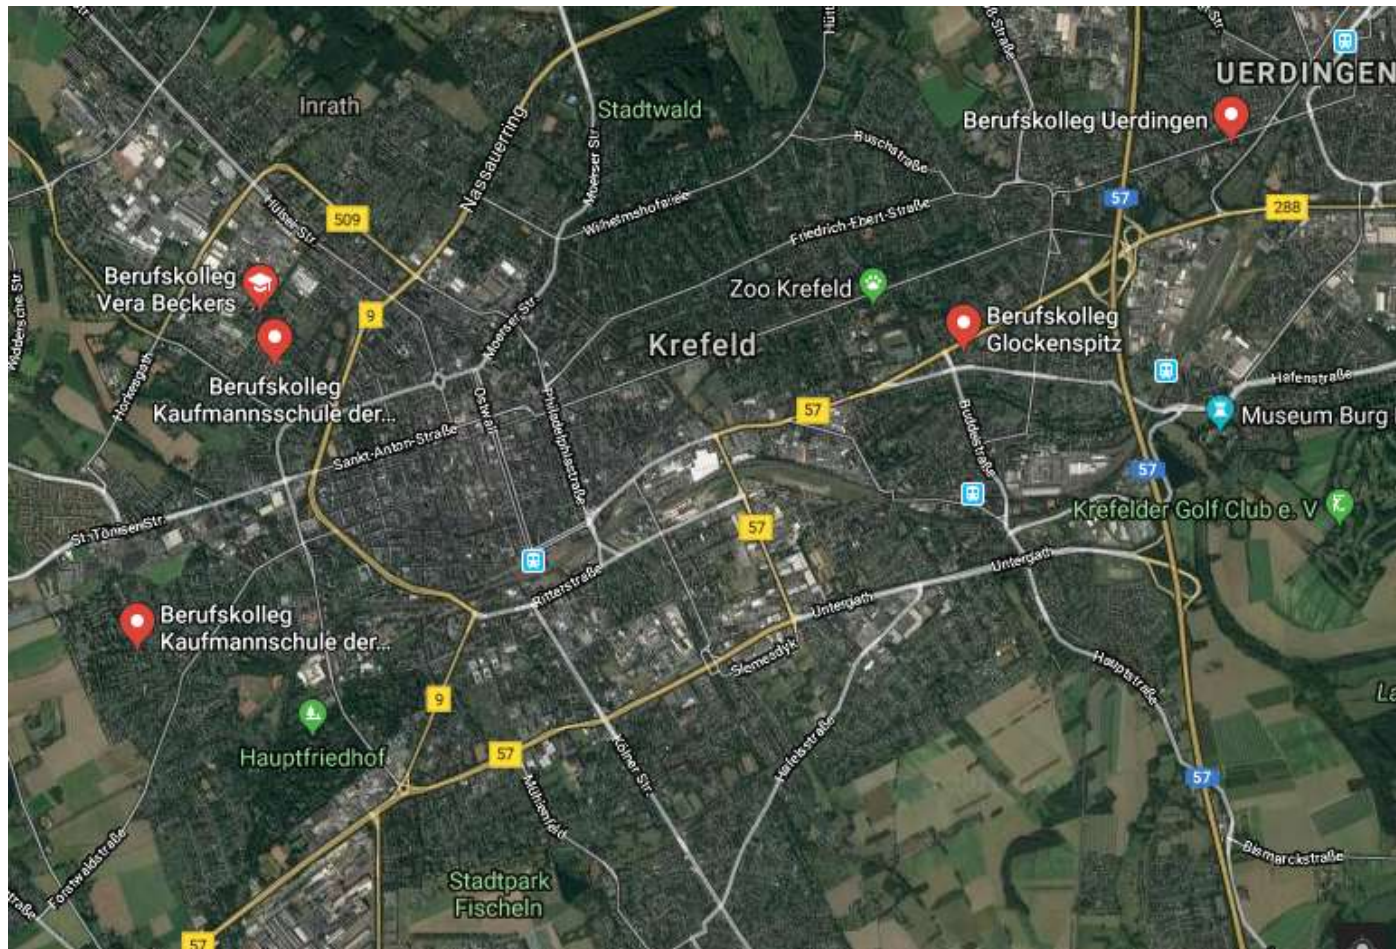 UERDINGEN
Inrath
Stadtwald
Berufskolleg Uerdingen
Nassauerring
Moerser Str.
Buschstraße
57
288
509
Hülser Str.
Wilhelmshofallee
Friedrich-Ebert-Straße
Berufskolleg
Vera Beckers
Zoo Krefeld
9
Berufskolleg
Glockenspitz
Krefeld
Moerser Str.
Berufskolleg
Kaufmannsschule der...
Hafenstraße
Museum Burg
Ostwall
Philadelphiastraße
57
Sankt-Anton-Straße
57
Krefelder Golf Club e. V
St. Töniser Str.
57
Untergath
Ritterstraße
Untergath
Berufskolleg
Kaufmannschule der...
Hauptstraße
9
Hauptfriedhof
57
Kölner Str.
57
Mühlenfeld
Bismarckstraße
Forstwaldstraße
Stadtpark
Fischeln
57